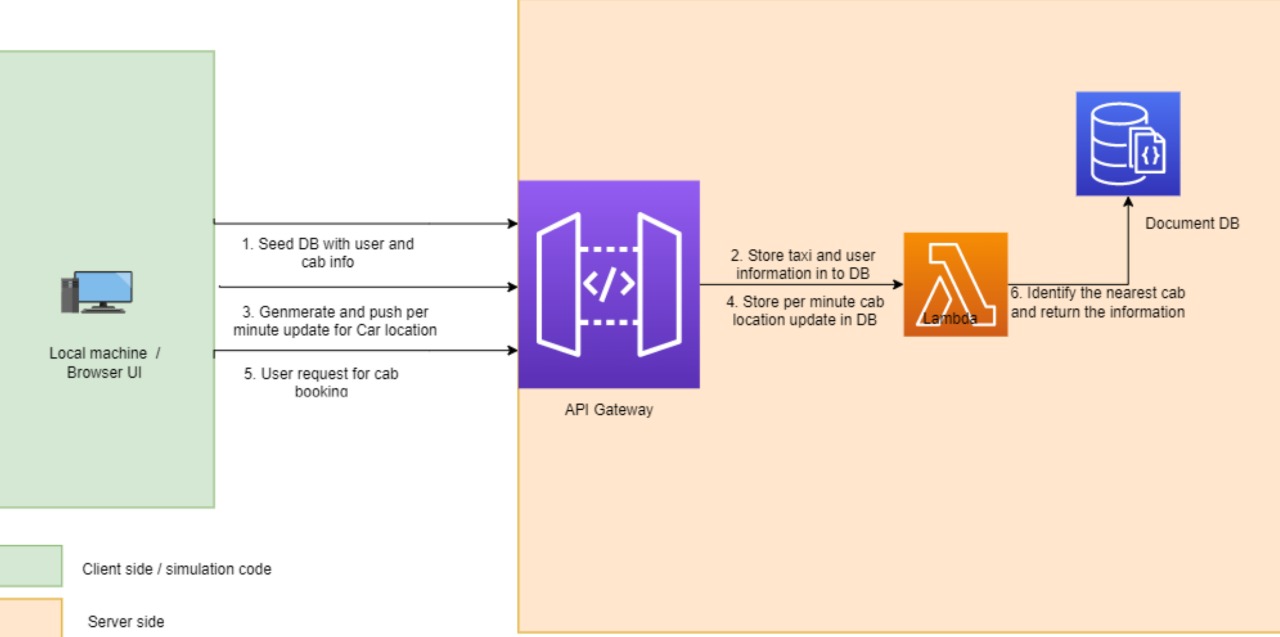 1. Seed DB with user and
cab info
3. Genmerate and push per
minute update for Car location
5. User request for cab
booking
Local machine /
Browser UI
</>
API Gateway
2. Store taxi and user
information in to DB
4. Store per minute cab
location update in DB
Lambda
6. Identify the nearest cab
and return the information
{}
Document DB
Client side / simulation code
Server side